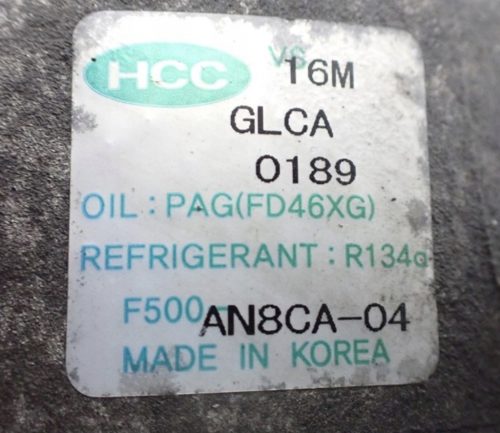 HCC VS 16M
GLCA
0189
OIL : PAG(FD46XG)
REFRIGERANT : R134a
F500-AN8CA-04
MADE IN KOREA